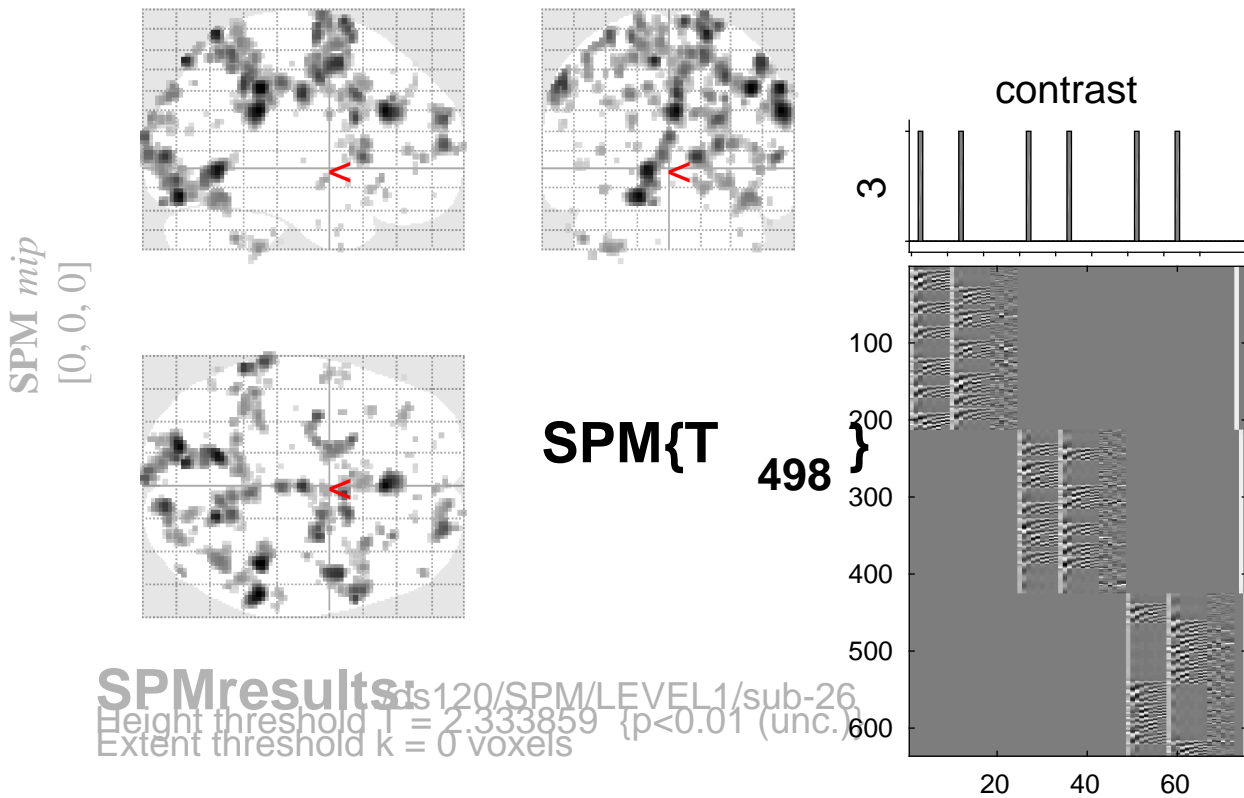 SPM mip
[0, 0, 0]
<
<
<
SPM{T498}
contrast
3
100
200
300
400
500
600
20
40
60
SPMresults: /ds120/SPM/LEVEL1/sub-26
Height threshold T = 2.333859 {p<0.01 (unc.)}
Extent threshold k = 0 voxels